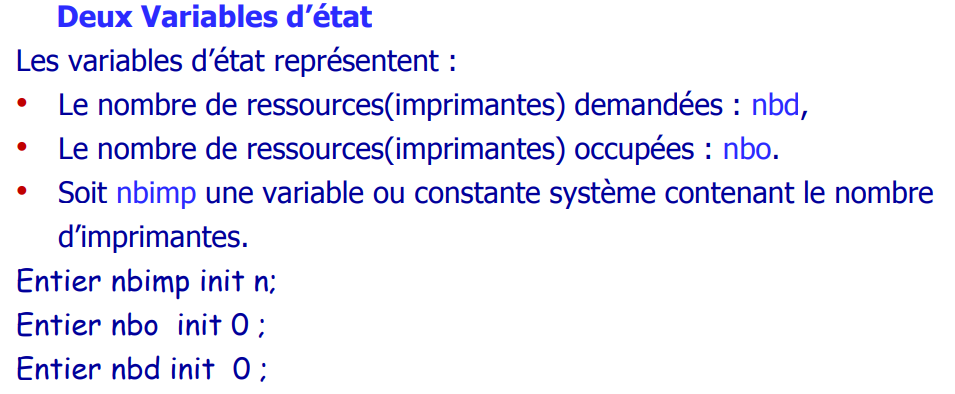 Deux Variables d’état
Les variables d’état représentent :
• Le nombre de ressources(imprimantes) demandées : nbd,
• Le nombre de ressources(imprimantes) occupées : nbo.
• Soit nbimp une variable ou constante système contenant le nombre
d’imprimantes.
Entier nbimp init n;
Entier nbo init 0 ;
Entier nbd init 0 ;